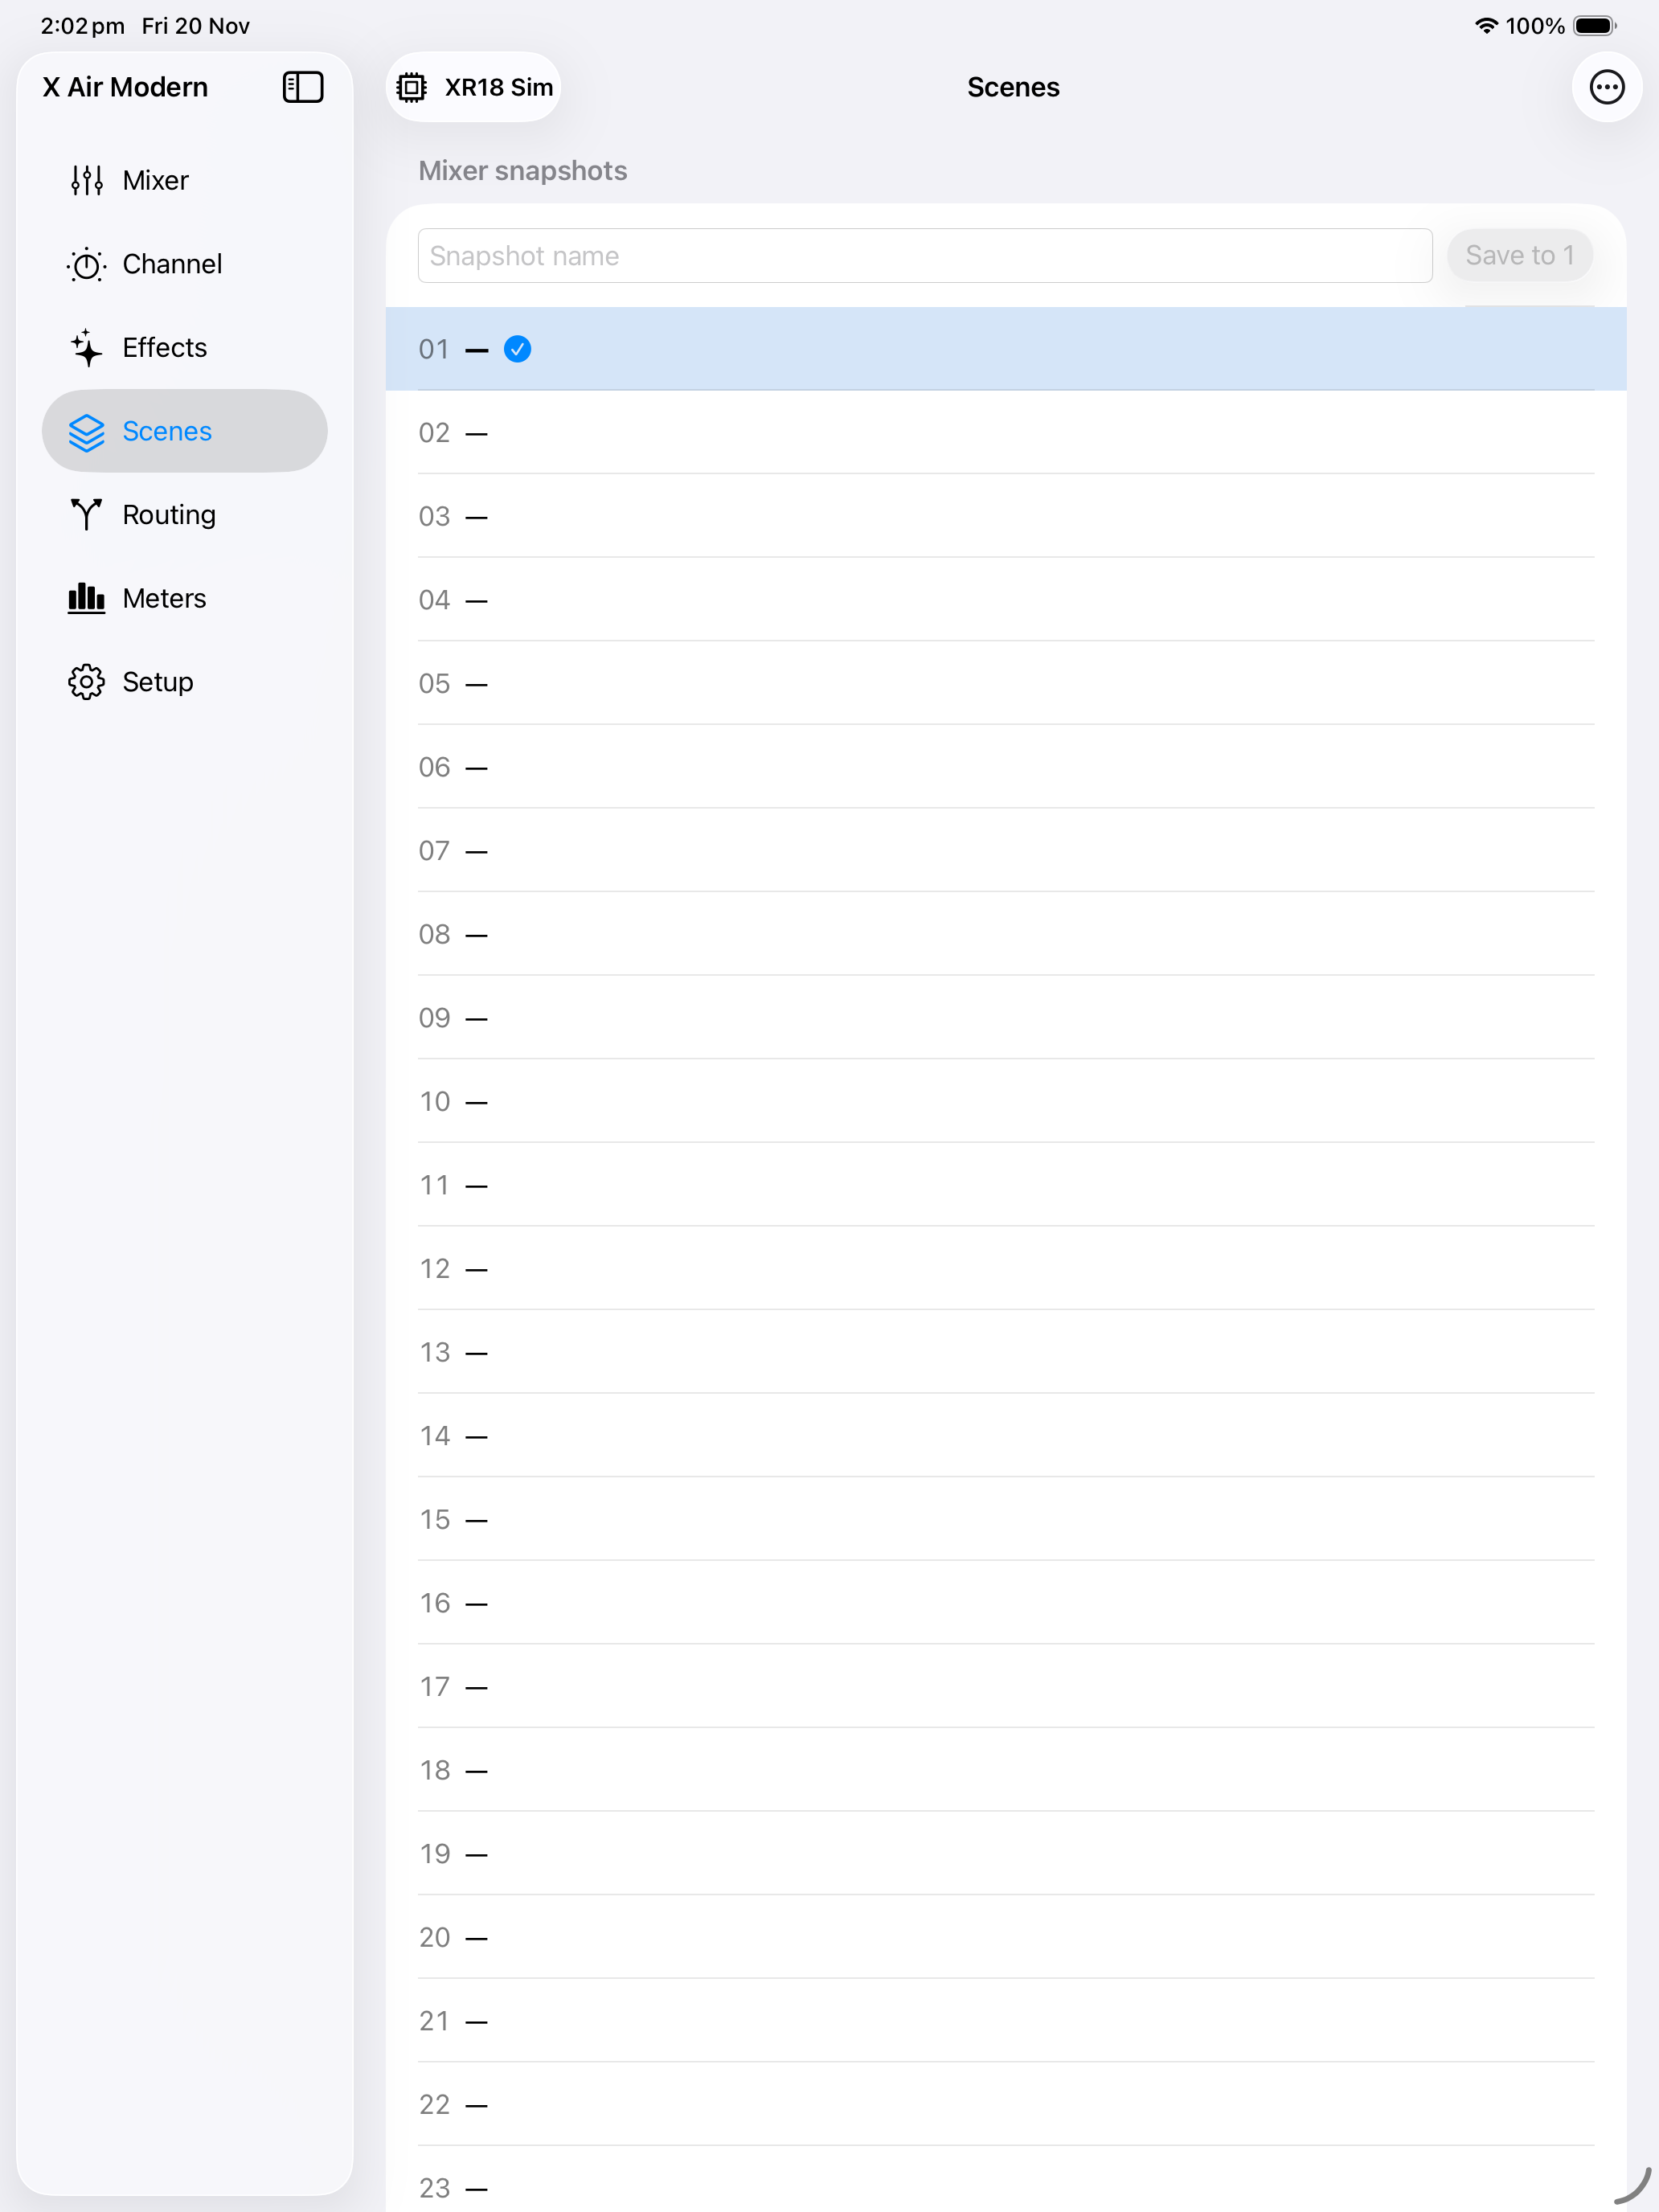 2:02 pm Fri 20 Nov
100%
X Air Modern
XR18 Sim
Scenes
Mixer
Channel
Effects
Scenes
Routing
Meters
Setup
Mixer snapshots
Snapshot name
Save to 1
01 —
02 —
03 —
04 —
05 —
06 —
07 —
08 —
09 —
10 —
11 —
12 —
13 —
14 —
15 —
16 —
17 —
18 —
19 —
20 —
21 —
22 —
23 —